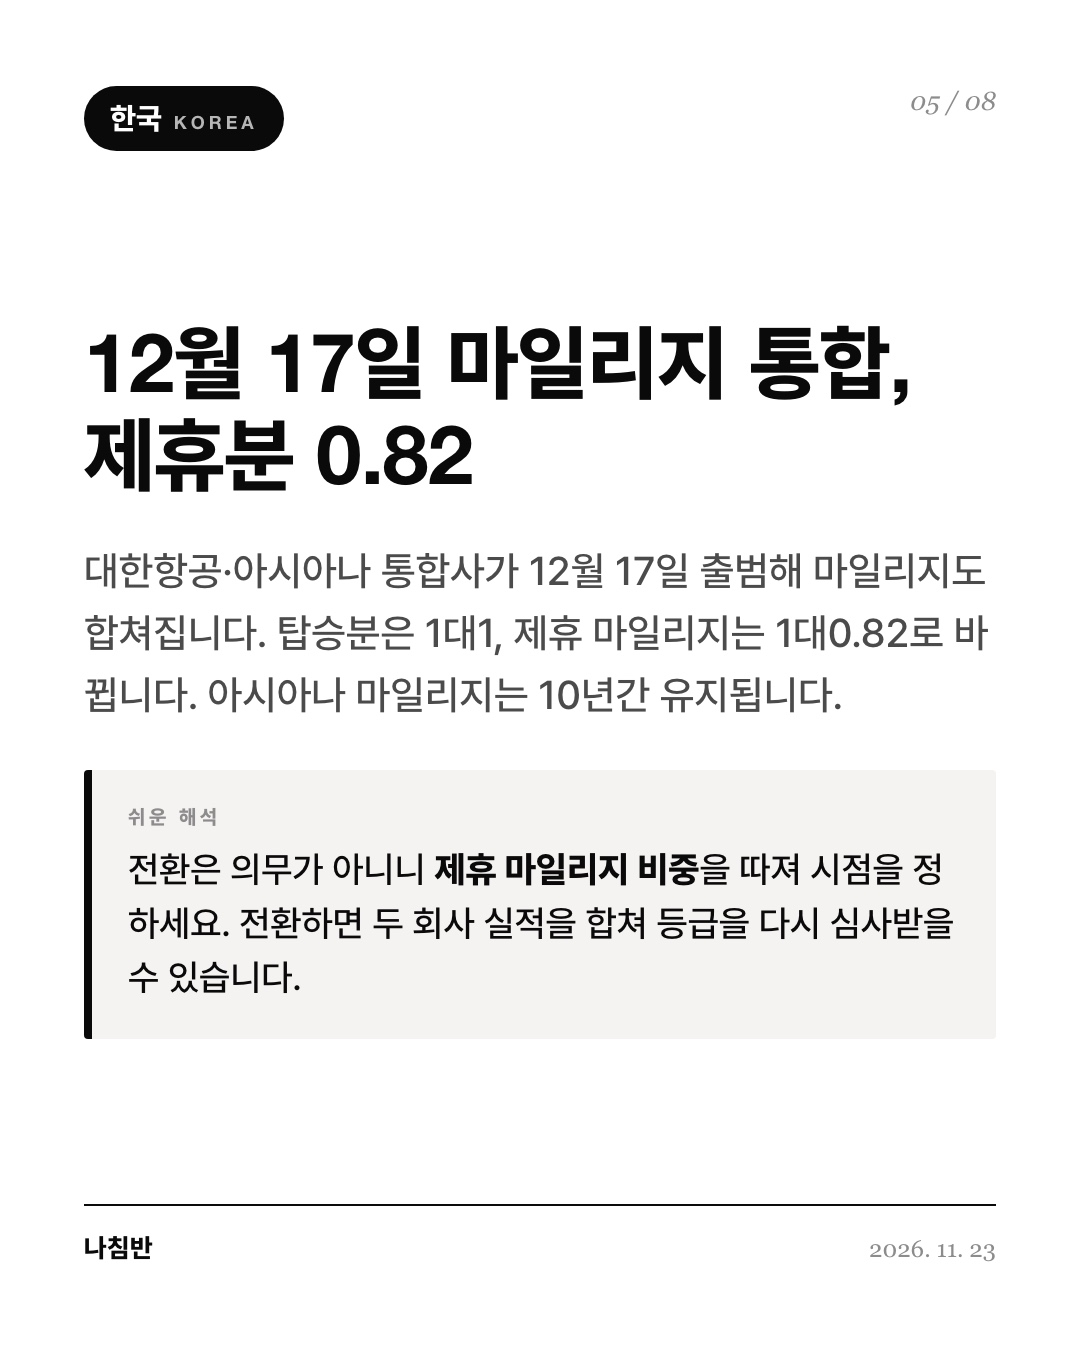 한국 KOREA
05 / 08
12월 17일 마일리지 통합,
제휴분 0.82
대한항공·아시아나 통합사가 12월 17일 출범해 마일리지도
합쳐집니다. 탑승분은 1대1, 제휴 마일리지는 1대0.82로 바
뀝니다. 아시아나 마일리지는 10년간 유지됩니다.
쉬운 해석
전환은 의무가 아니니 제휴 마일리지 비중을 따져 시점을 정
하세요. 전환하면 두 회사 실적을 합쳐 등급을 다시 심사받을
수 있습니다.
나침반
2026. 11. 23